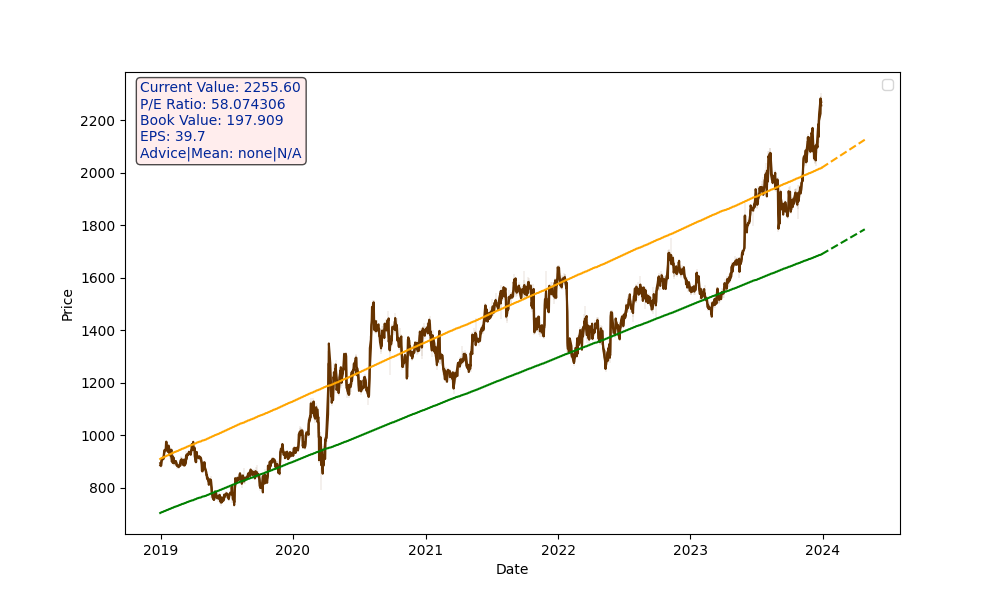 Current Value: 2255.60
P/E Ratio: 58.074306
Book Value: 197.909
EPS: 39.7
Advice|Mean: none|N/A
2200
2000
1800
1600
1400
1200
1000
800
Price
2019 2020 2021 2022 2023 2024
Date